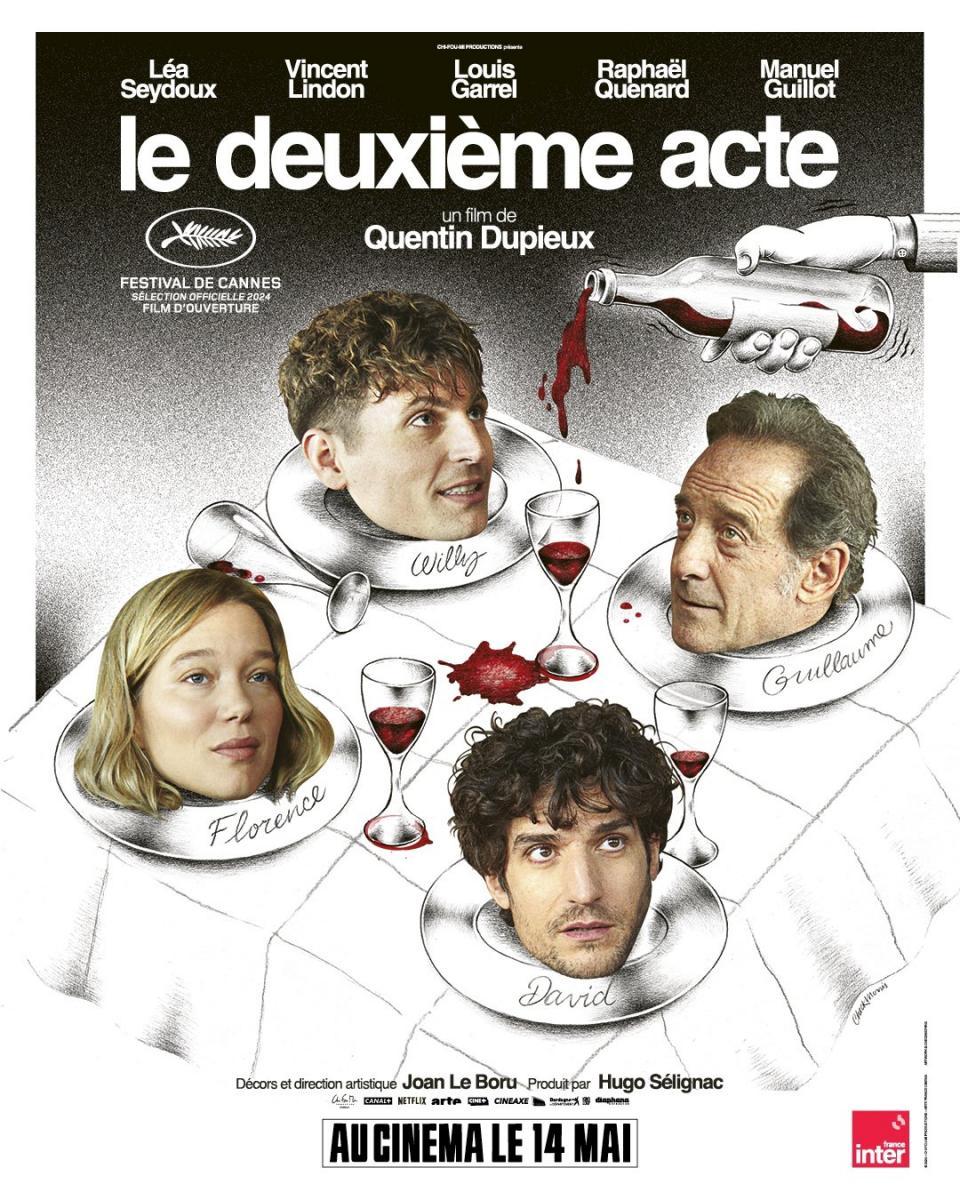 CHI-FOU-MI PRODUCTIONS présente
Léa Seydoux
Vincent Lindon
Louis Garrel
Raphaël Quenard
Manuel Guillot
le deuxième acte
un film de
Quentin Dupieux
FESTIVAL DE CANNES
SÉLECTION OFFICIELLE 2024
FILM D'OUVERTURE
Willy
Guillaume
Florence
David
Décors et direction artistique Joan Le Boru Produit par Hugo Sélignac
CANAL+ NETFLIX arte CINE+ CINEAXE diaphana
AU CINEMA LE 14 MAI
france
inter